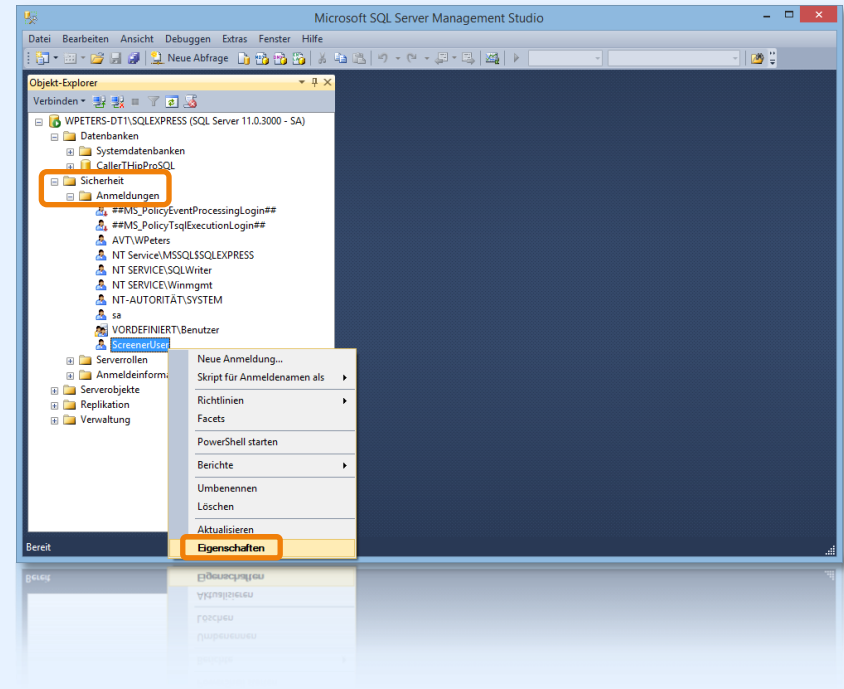 Microsoft SQL Server Management Studio
Datei Bearbeiten Ansicht Debuggen Extras Fenster Hilfe
Neue Abfrage
Objekt-Explorer
Verbinden
WPETERS-DT1\SQLEXPRESS (SQL Server 11.0.3000 - SA)
Datenbanken
Systemdatenbanken
CallerTHipProSQL
Sicherheit
Anmeldungen
##MS_PolicyEventProcessingLogin##
##MS_PolicyTsqlExecutionLogin##
AVT\WPeters
NT Service\MSSQL$SQLEXPRESS
NT SERVICE\SQLWriter
NT SERVICE\Winmgmt
NT-AUTORITÄT\SYSTEM
sa
VORDEFINIERT\Benutzer
ScreenerUser
Serverrollen
Anmeldeinforma
Serverobjekte
Replikation
Verwaltung
Neue Anmeldung...
Skript für Anmeldenamen als
Richtlinien
Facets
PowerShell starten
Berichte
Umbenennen
Löschen
Aktualisieren
Eigenschaften
Bereit